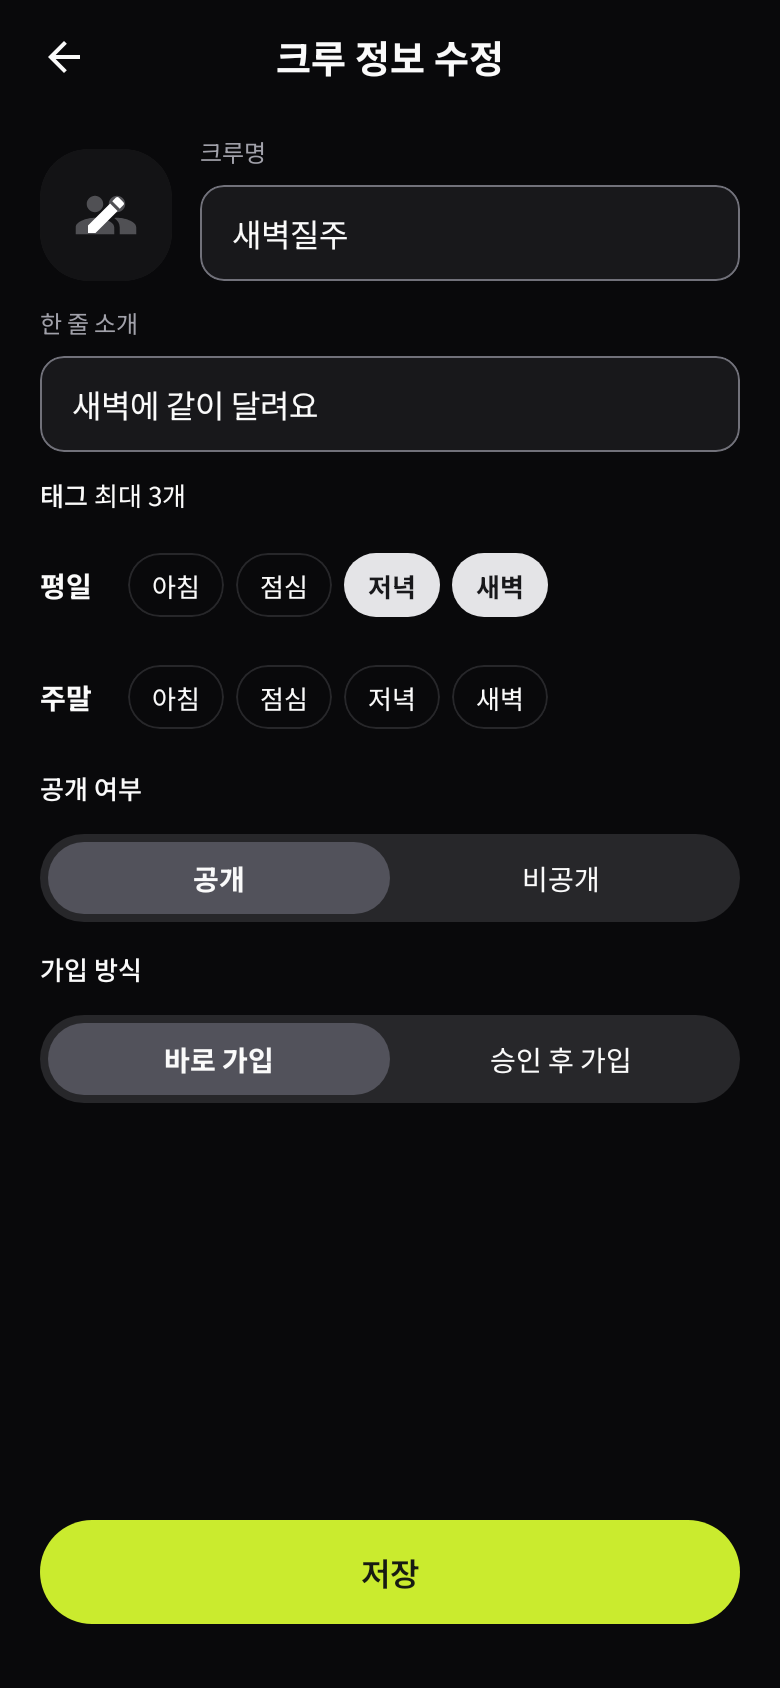 크루 정보 수정
크루명
새벽질주
한 줄 소개
새벽에 같이 달려요
태그 최대 3개
평일 아침 점심 저녁 새벽
주말 아침 점심 저녁 새벽
공개 여부
공개 비공개
가입 방식
바로 가입 승인 후 가입
저장